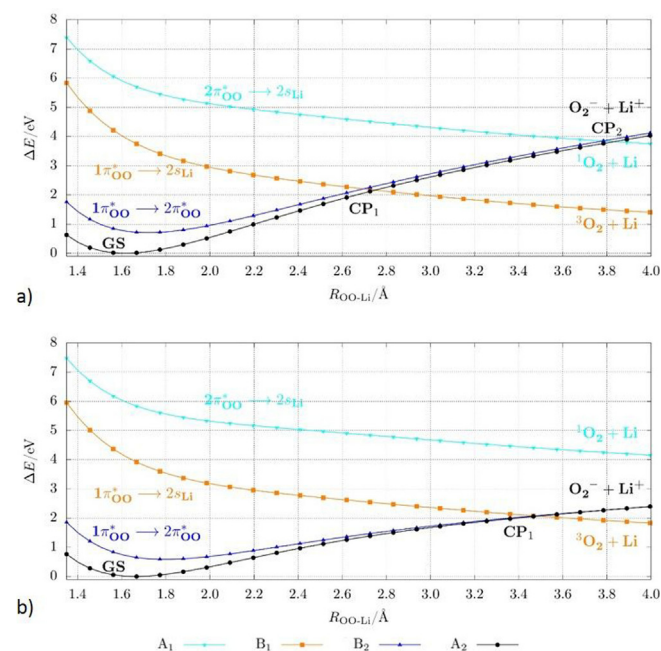 8
7
6
5
4
3
2
1
0
ΔE/eV
2π*OO → 2sLi
O2− + Li+
CP2
1O2 + Li
1π*OO → 2sLi
1π*OO → 2π*OO
CP1
GS
3O2 + Li
1.4 1.6 1.8 2.0 2.2 2.4 2.6 2.8 3.0 3.2 3.4 3.6 3.8 4.0
a)
ROO-Li/Å
8
7
6
5
4
3
2
1
0
ΔE/eV
2π*OO → 2sLi
1O2 + Li
1π*OO → 2sLi
O2− + Li+
1π*OO → 2π*OO
CP1
3O2 + Li
GS
1.4 1.6 1.8 2.0 2.2 2.4 2.6 2.8 3.0 3.2 3.4 3.6 3.8 4.0
b)
ROO-Li/Å
A1 B1 B2 A2